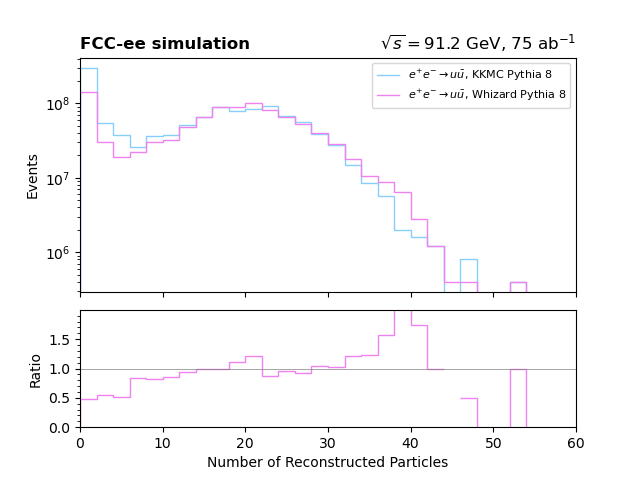 FCC-ee simulation
√s = 91.2 GeV, 75 ab⁻¹
e⁺e⁻ → uū, KKMC Pythia 8
e⁺e⁻ → uū, Whizard Pythia 8
Events
10⁸
10⁷
10⁶
Ratio
1.5
1.0
0.5
0.0
0 10 20 30 40 50 60
Number of Reconstructed Particles